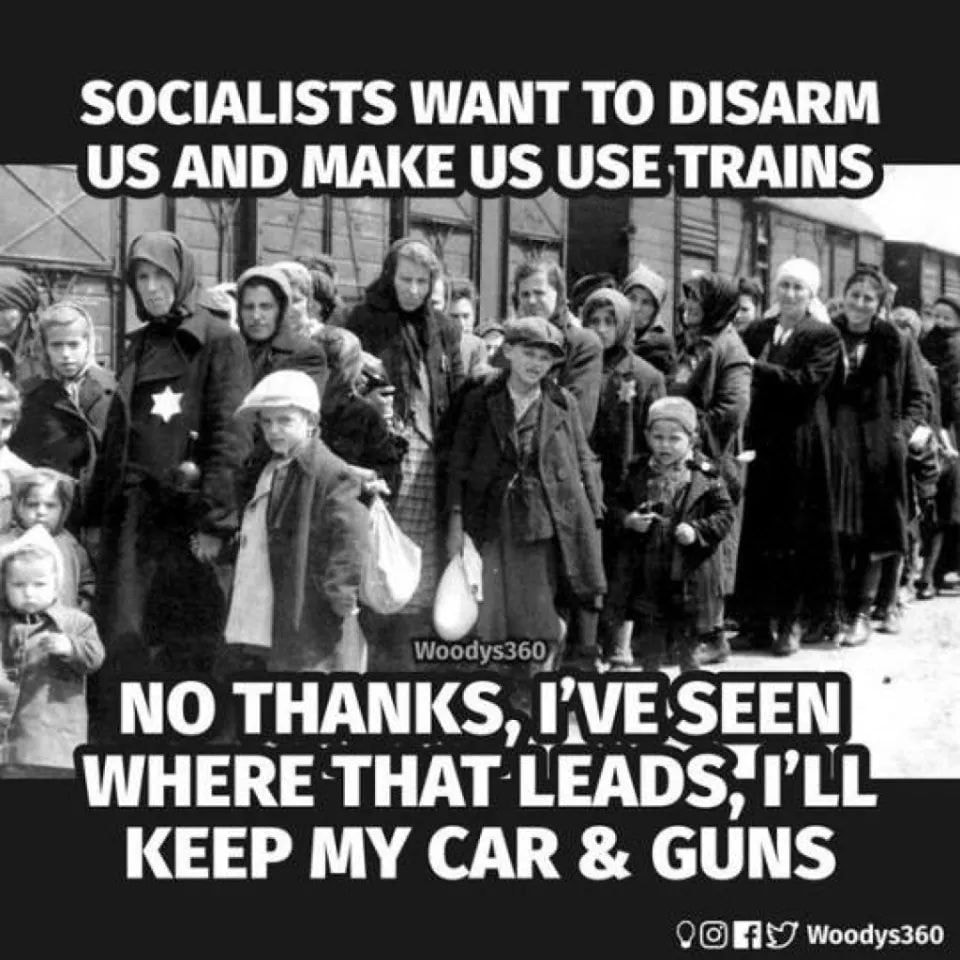 SOCIALISTS WANT TO DISARM
US AND MAKE US USE TRAINS
Woodys360
NO THANKS, I'VE SEEN
WHERE THAT LEADS, I'LL
KEEP MY CAR & GUNS
Woodys360